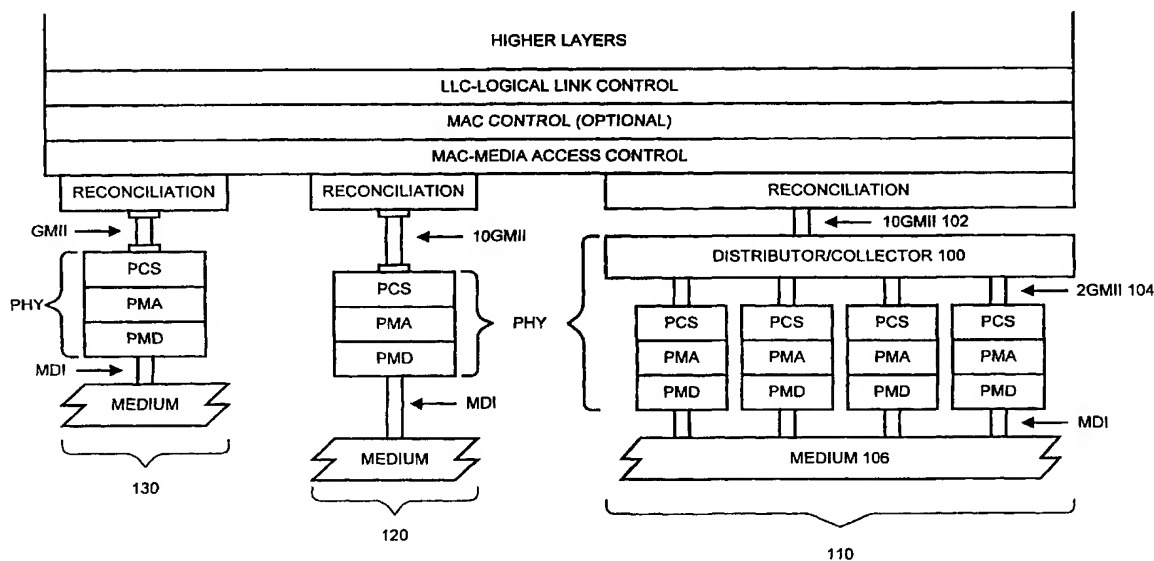 HIGHER LAYERS
LLC-LOGICAL LINK CONTROL
MAC CONTROL (OPTIONAL)
MAC-MEDIA ACCESS CONTROL
RECONCILIATION
GMII
PHY
PCS
PMA
PMD
MDI
MEDIUM
130
RECONCILIATION
10GMII
PCS
PMA
PMD
PHY
MDI
MEDIUM
120
RECONCILIATION
10GMII 102
DISTRIBUTOR/COLLECTOR 100
2GMII 104
PCS PCS PCS PCS
PMA PMA PMA PMA
PMD PMD PMD PMD
MDI
MEDIUM 106
110